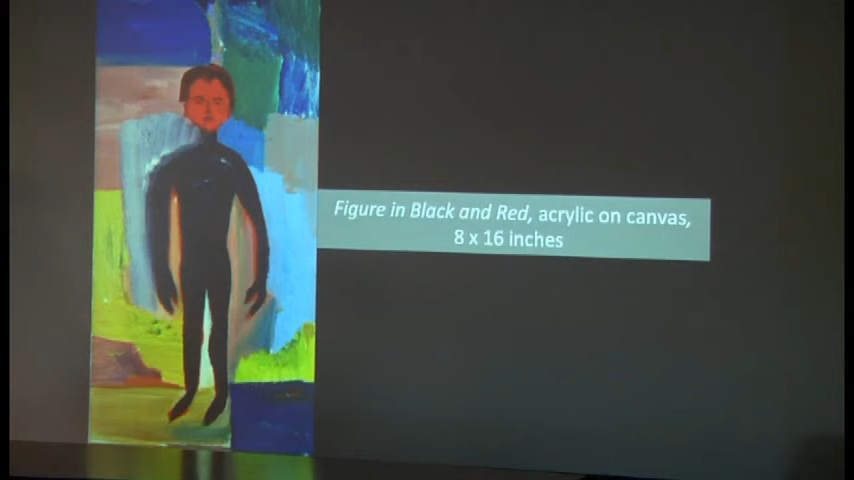 Figure in Black and Red, acrylic on canvas,
8 x 16 inches